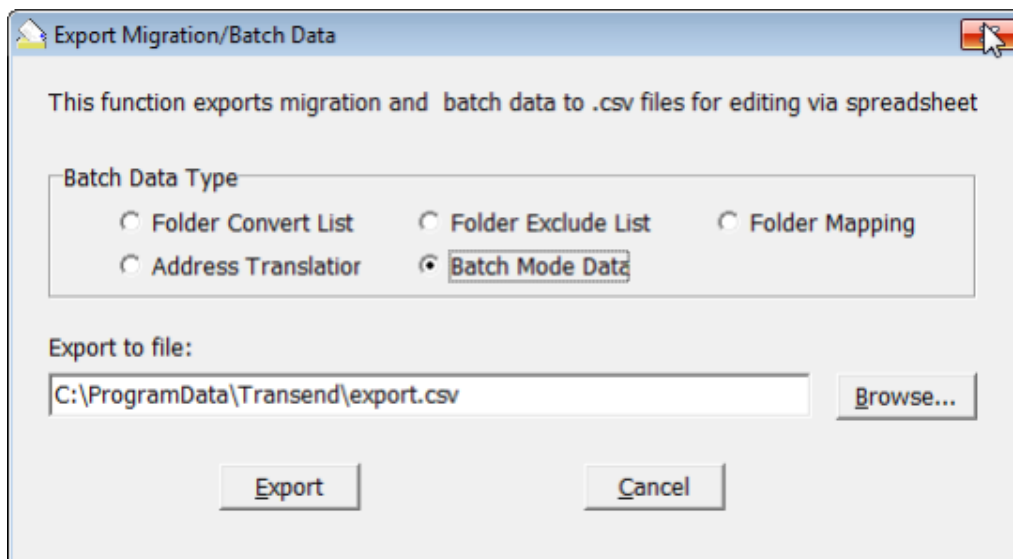 Export Migration/Batch Data
This function exports migration and batch data to .csv files for editing via spreadsheet
Batch Data Type
Folder Convert List Folder Exclude List Folder Mapping
Address Translatior Batch Mode Data
Export to file:
C:\ProgramData\Transend\export.csv Browse...
Export Cancel